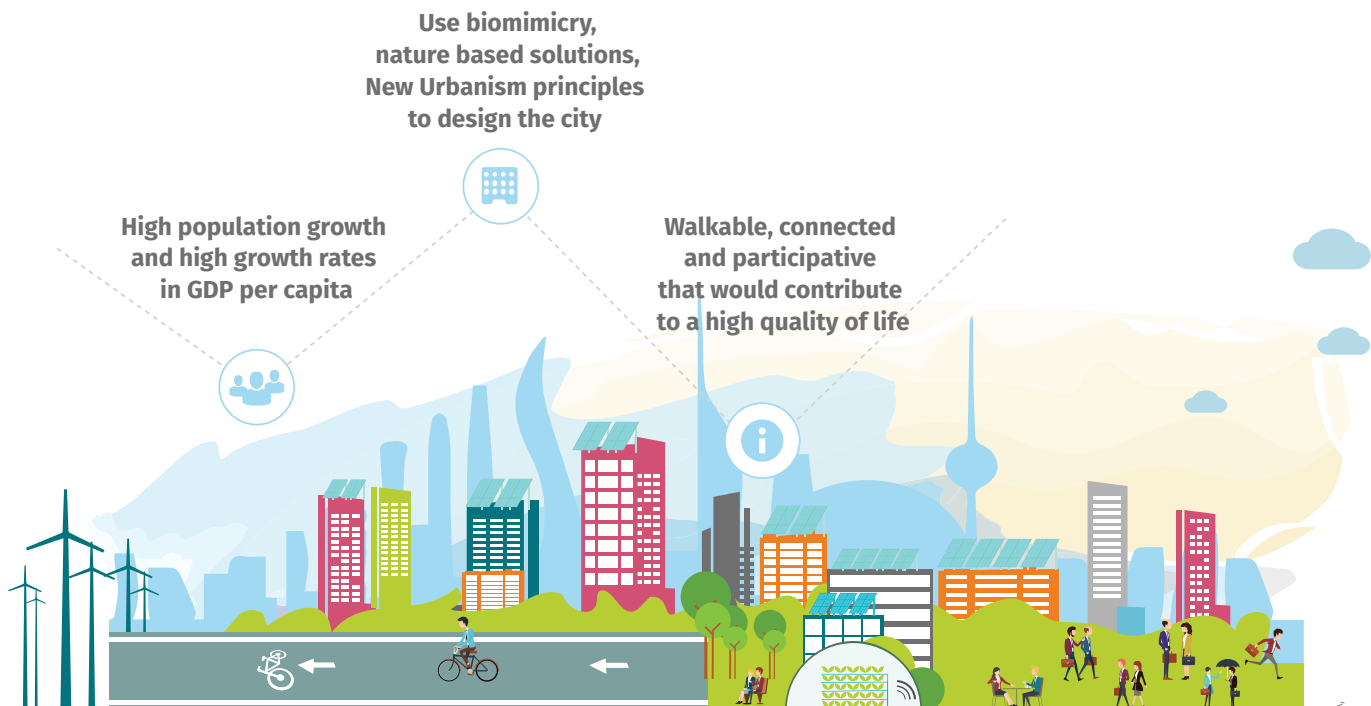 Use biomimicry,
nature based solutions,
New Urbanism principles
to design the city
High population growth
and high growth rates
in GDP per capita
Walkable, connected
and participative
that would contribute
to a high quality of life